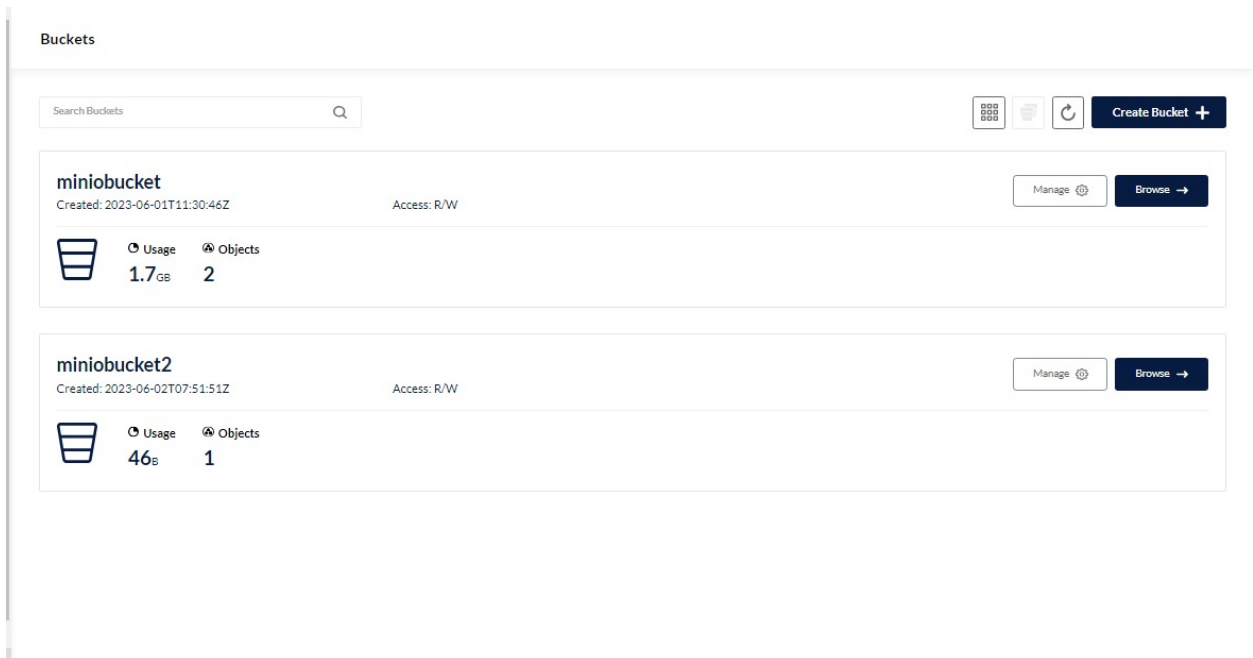 Buckets
Search Buckets
Create Bucket
miniobucket
Created: 2023-06-01T11:30:46Z Access: R/W
Manage Browse
Usage Objects
1.7GB 2
miniobucket2
Created: 2023-06-02T07:51:51Z Access: R/W
Manage Browse
Usage Objects
46B 1